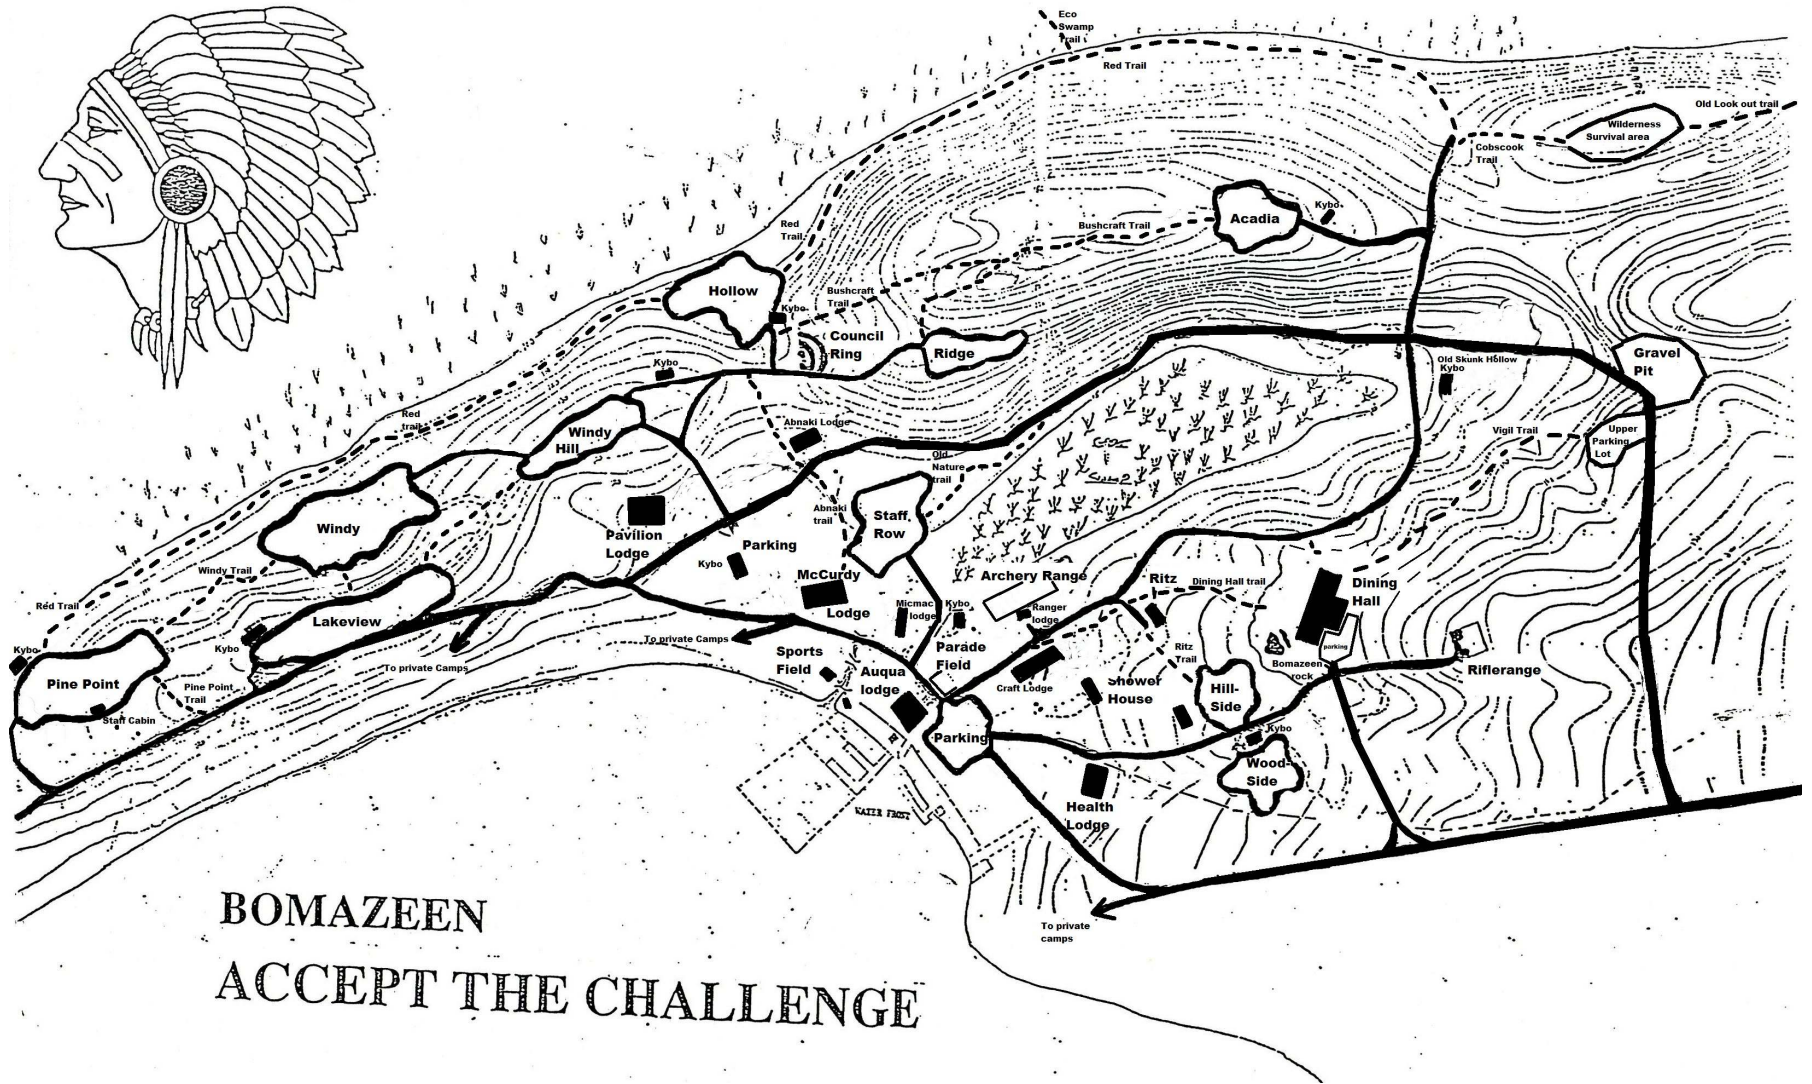 Eco
Swamp
Trail
Red Trail
Old Look out trail
Wilderness
Survival area
Cobscook
Trail
Kybo
Acadia
Bushcraft Trail
Red
Trail
Hollow
Bushcraft
Trail
Kybo
Council
Ring
Ridge
Gravel
Pit
Old Skunk Hollow
Kybo
Kybo
Red
trail
Windy
Hill
Abnaki Lodge
Vigil Trail
Upper
Parking
Lot
Old
Nature
trail
Windy
Abnaki
trail
Staff
Row
Pavilion
Lodge
Parking
Kybo
Windy Trail
McCurdy
Lodge
Archery Range
Ritz
Dining Hall trail
Dining
Hall
Red Trail
Lakeview
Micmac
lodge
Kybo
Ranger
lodge
Kybo
Kybo
To private Camps
To private Camps
Sports
Field
Parade
Field
Ritz
Trail
parking
Bomazeen
rock
Riflerange
Pine Point
Pine Point
Trail
Auqua
lodge
Craft Lodge
Shower
House
Hill-
Side
Staff Cabin
Parking
Kybo
Wood-
Side
WATER FRONT
Health
Lodge
To private
camps
BOMAZEEN
ACCEPT THE CHALLENGE